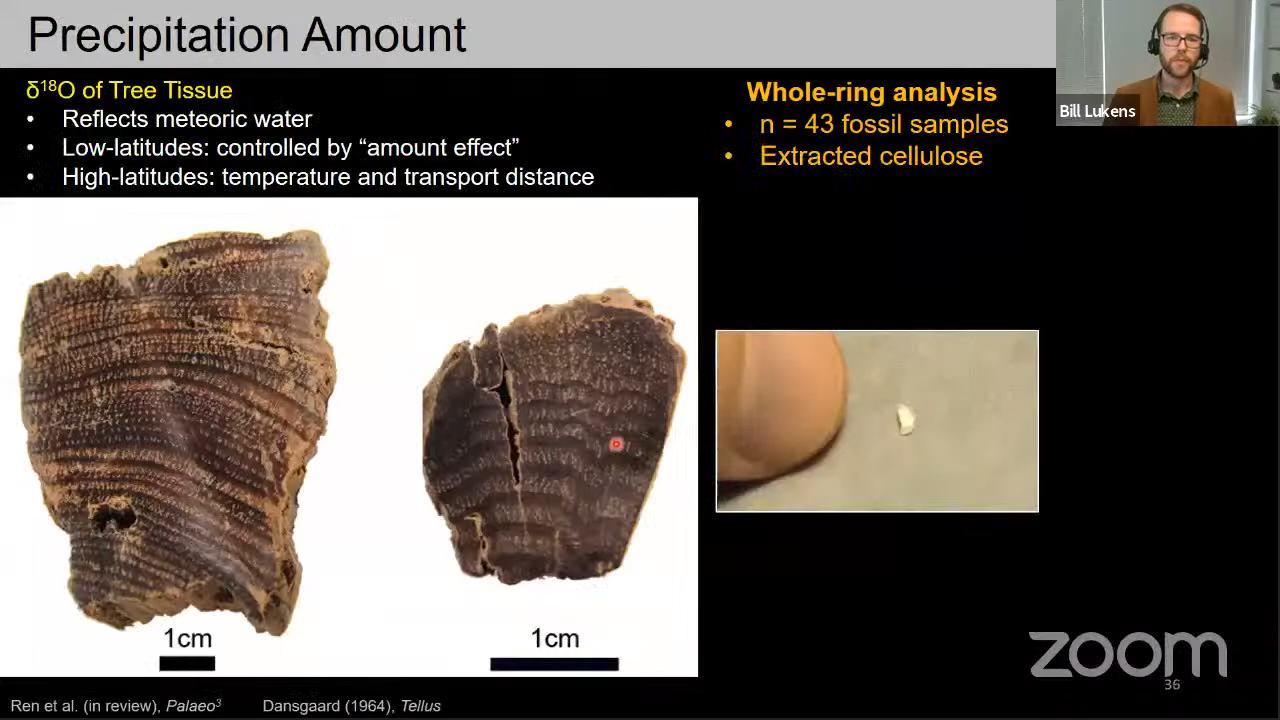 Precipitation Amount
δ¹⁸O of Tree Tissue
• Reflects meteoric water
• Low-latitudes: controlled by “amount effect”
• High-latitudes: temperature and transport distance
Whole-ring analysis
• n = 43 fossil samples
• Extracted cellulose
Bill Lukens
1cm
1cm
zoom
36
Ren et al. (in review), Palaeo³ Dansgaard (1964), Tellus